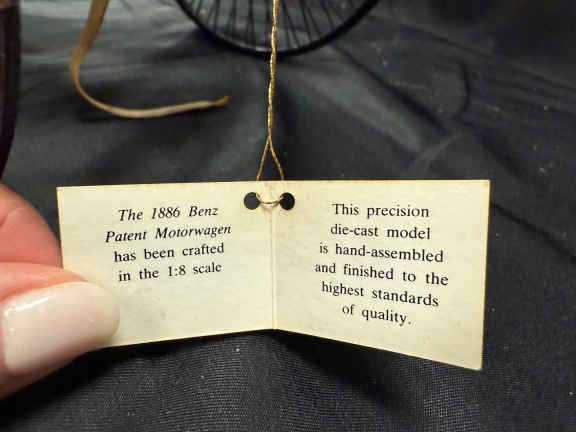 The 1886 Benz
Patent Motorwagen
has been crafted
in the 1:8 scale
This precision
die-cast model
is hand-assembled
and finished to the
highest standards
of quality.